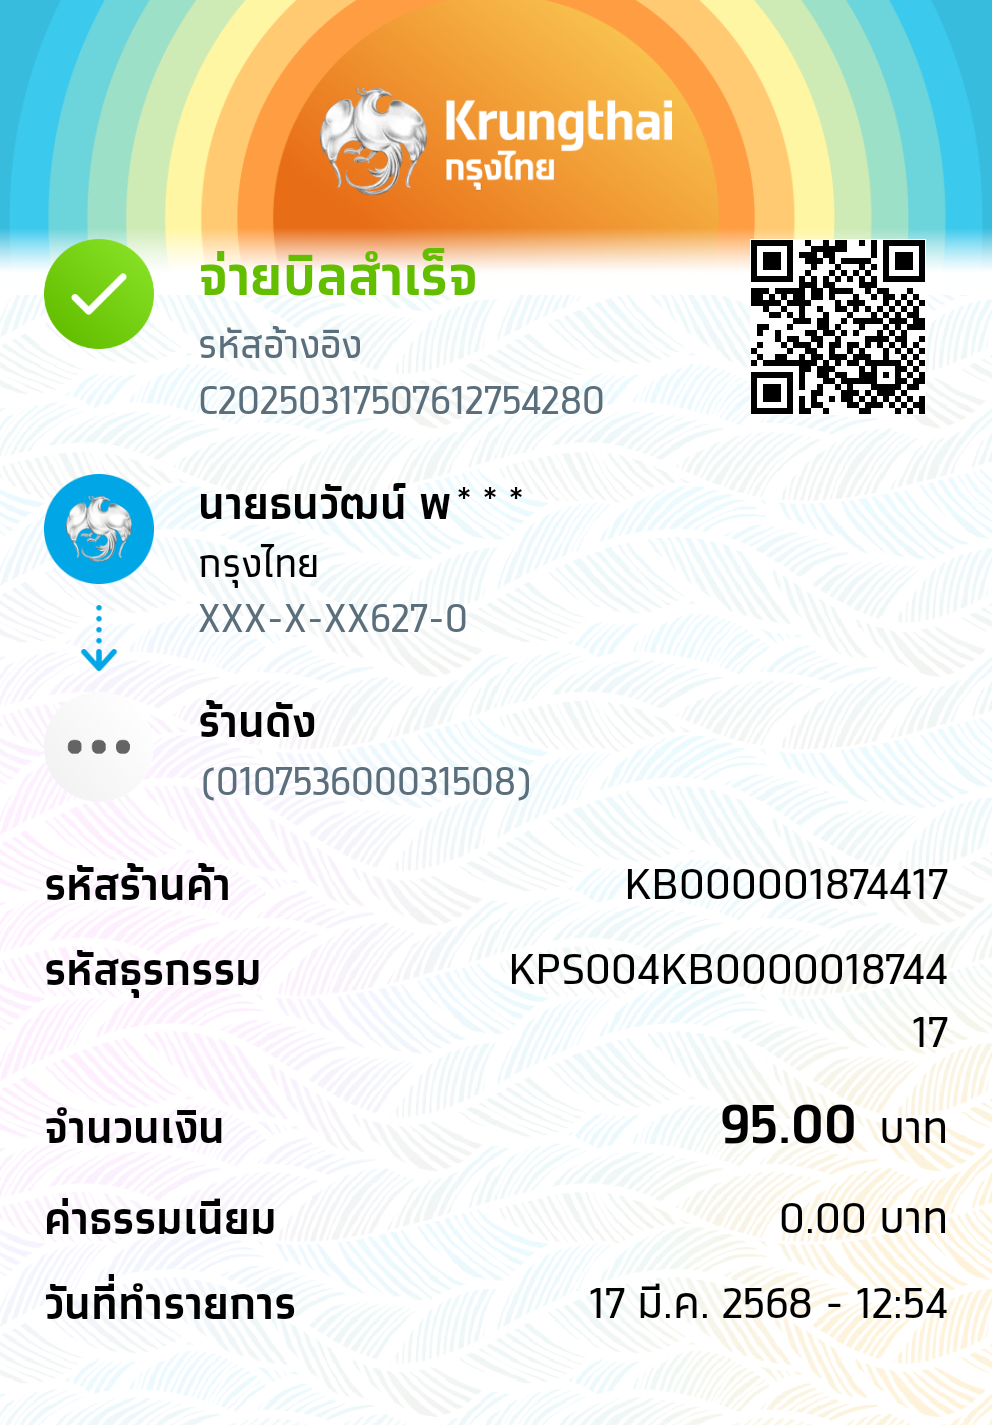 Krungthai
กรุงไทย
จ่ายบิลสำเร็จ
รหัสอ้างอิง
C20250317507612754280
นายธนวัฒน์ พ***
กรุงไทย
XXX-X-XX627-0
ร้านดัง
(010753600031508)
รหัสร้านค้า KB000001874417
รหัสธุรกรรม KPS004KB0000018744
17
จำนวนเงิน 95.00 บาท
ค่าธรรมเนียม 0.00 บาท
วันที่ทำรายการ 17 มี.ค. 2568 - 12:54